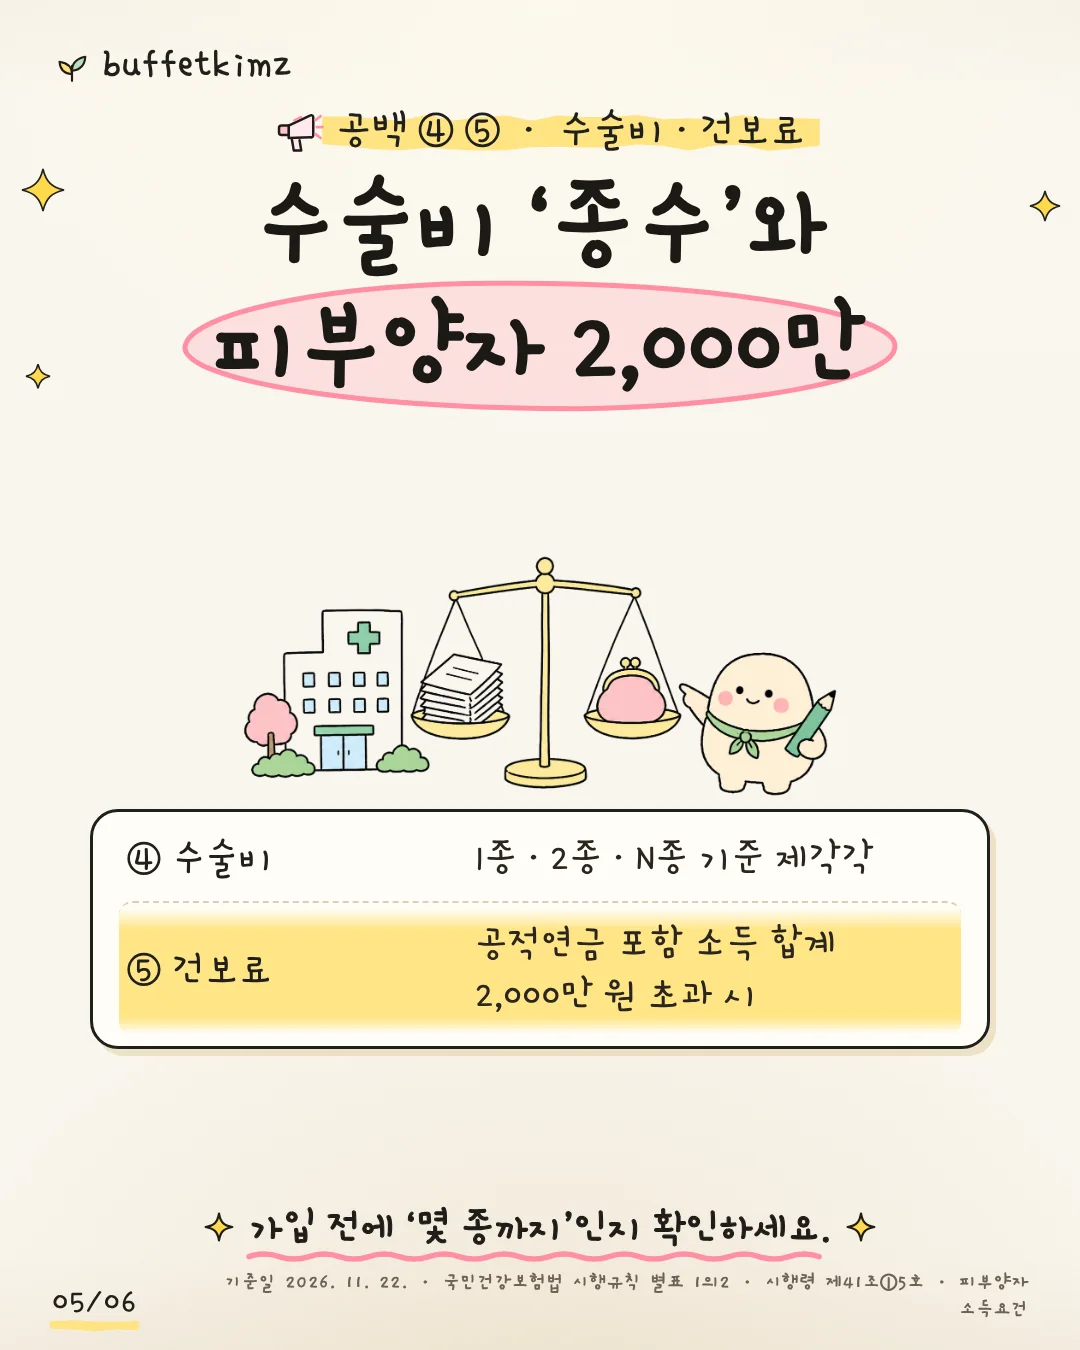 buffetkimz
공백 ④ ⑤ · 수술비 · 건보료
수술비 ‘종수’와
피부양자 2,000만
④ 수술비
1종 · 2종 · N종 기준 제각각
⑤ 건보료
공적연금 포함 소득 합계
2,000만 원 초과 시
가입 전에 ‘몇 종까지’인지 확인하세요.
기준일 2026. 11. 22. · 국민건강보험법 시행규칙 별표 1의2 · 시행령 제41조①5호 · 피부양자
소득요건
05/06